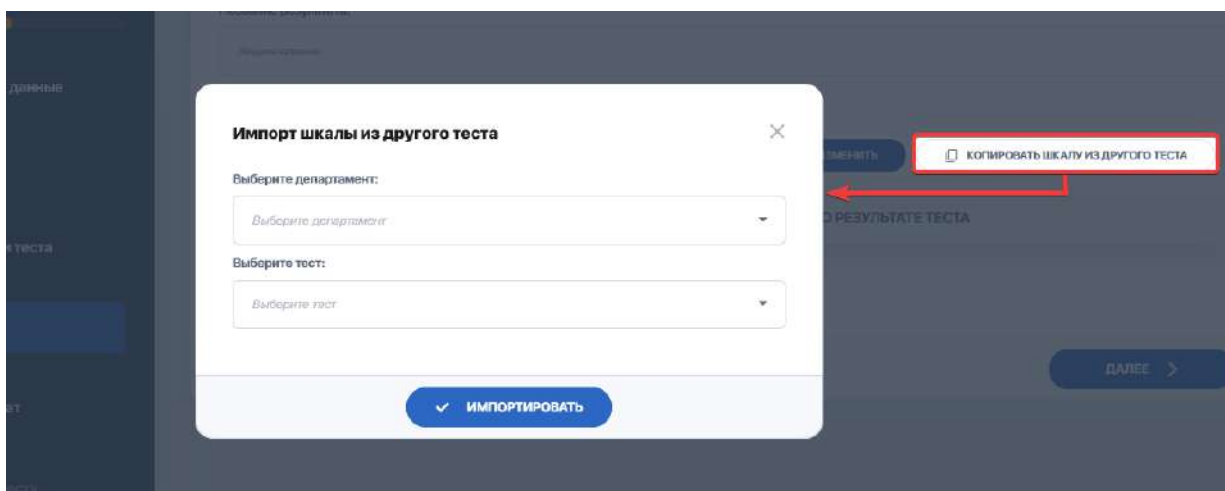 данные
Импорт шкалы из другого теста
ИЗМЕНИТЬ
КОПИРОВАТЬ ШКАЛУ ИЗ ДРУГОГО ТЕСТА
Выберите департамент:
Выберите департамент
О РЕЗУЛЬТАТЕ ТЕСТА
теста
Выберите тест:
Выберите тест
ДАЛЕЕ
ИМПОРТИРОВАТЬ